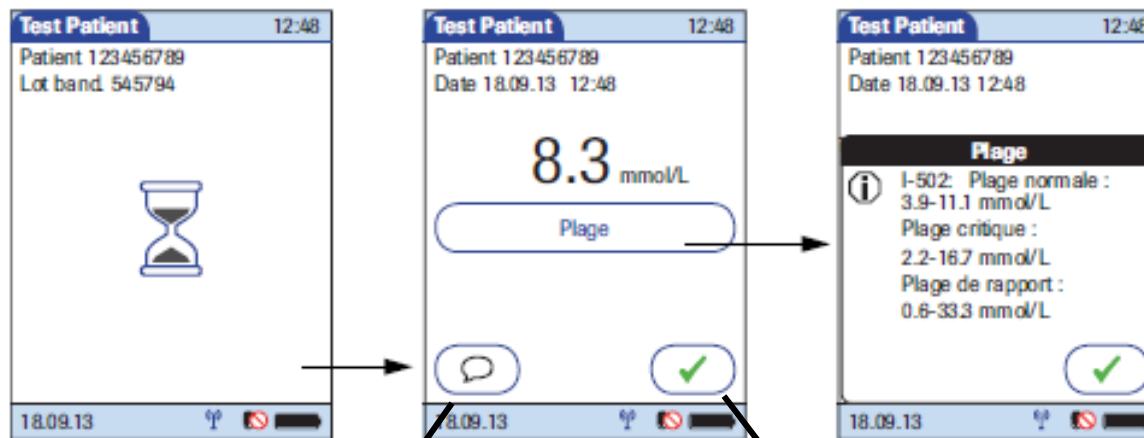 Test Patient 12:48
Patient 123456789
Lot band. 545794
18.09.13
Test Patient 12:48
Patient 123456789
Date 18.09.13 12:48
8.3 mmol/L
Plage
18.09.13
Test Patient 12:48
Patient 123456789
Date 18.09.13 12:48
Plage
I-502: Plage normale :
3.9-11.1 mmol/L
Plage critique :
2.2-16.7 mmol/L
Plage de rapport :
0.6-33.3 mmol/L
18.09.13